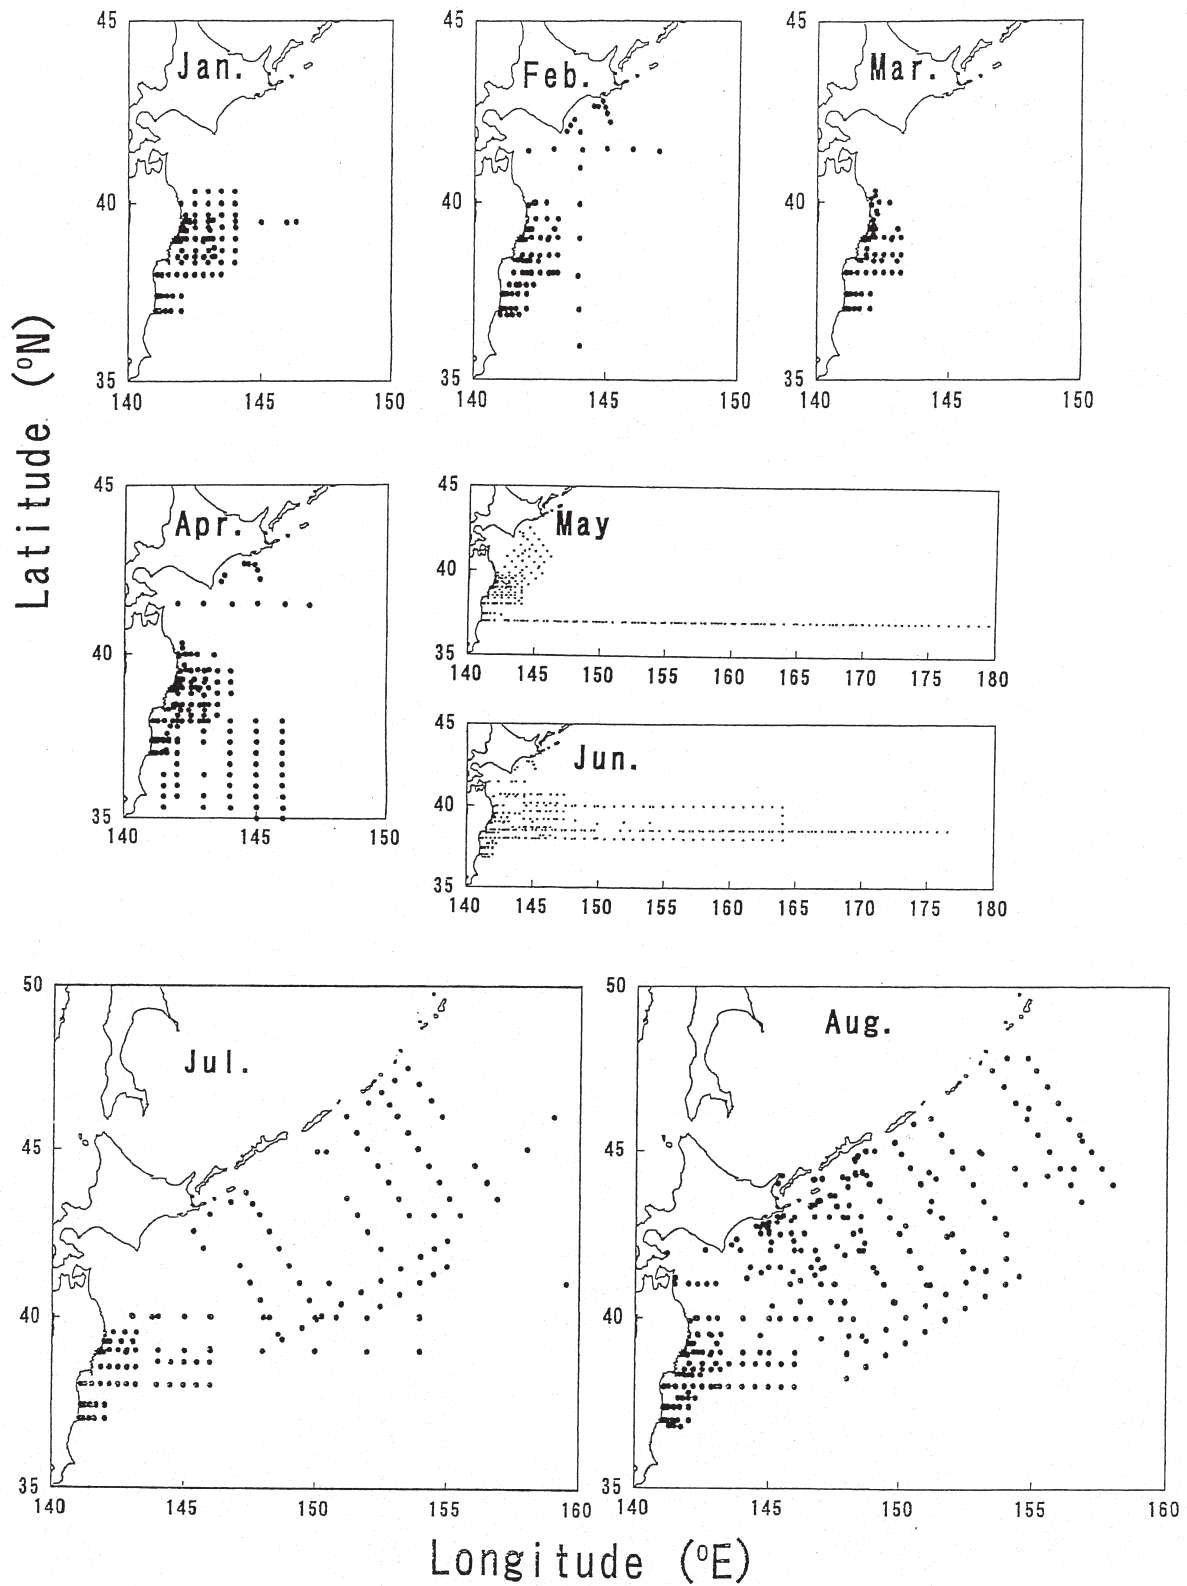 45 45 45
Jan. Feb. Mar.
40 40 40
35 35 35
140 145 150 140 145 150 140 145 150
Latitude (ºN)
45 45
Apr. May
40 40
35
140 145 150 155 160 165 170 175 180
45
Jun.
40
35
140 145 150
35
140 145 150 155 160 165 170 175 180
50 50
Aug.
Jul.
45 45
40 40
35 35
140 145 150 155 160 140 145 150 155 160
Longitude (ºE)